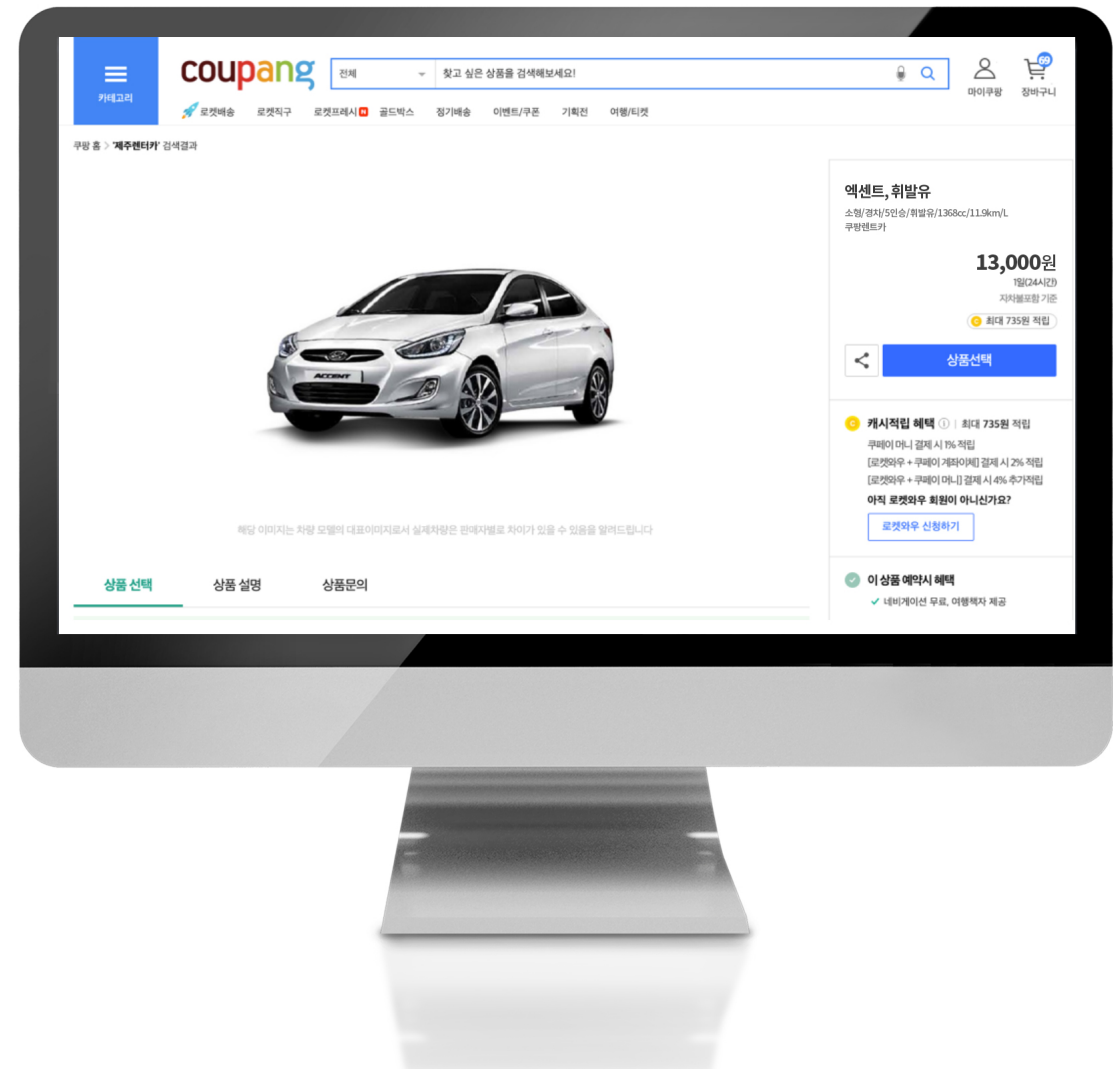 카테고리
coupang
전체
찾고 싶은 상품을 검색해보세요!
마이쿠팡
69
장바구니
로켓배송
로켓직구
로켓프레시 N
골드박스
정기배송
이벤트/쿠폰
기획전
여행/티켓
쿠팡 홈 > '제주렌터카' 검색결과
ACCENT
해당 이미지는 차량 모델의 대표이미지로서 실제차량은 판매자별로 차이가 있을 수 있음을 알려드립니다
상품 선택
상품 설명
상품문의
엑센트, 휘발유
소형/경차/5인승/휘발유/1368cc/11.9km/L
쿠팡렌트카
13,000원
1일(24시간)
자차불포함 기준
C 최대 735원 적립
상품선택
C 캐시적립 혜택 ⓘ | 최대 735원 적립
쿠페이 머니 결제 시 1% 적립
[로켓와우 + 쿠페이 계좌이체] 결제 시 2% 적립
[로켓와우 + 쿠페이 머니] 결제 시 4% 추가적립
아직 로켓와우 회원이 아니신가요?
로켓와우 신청하기
이 상품 예약시 혜택
네비게이션 무료, 여행책자 제공